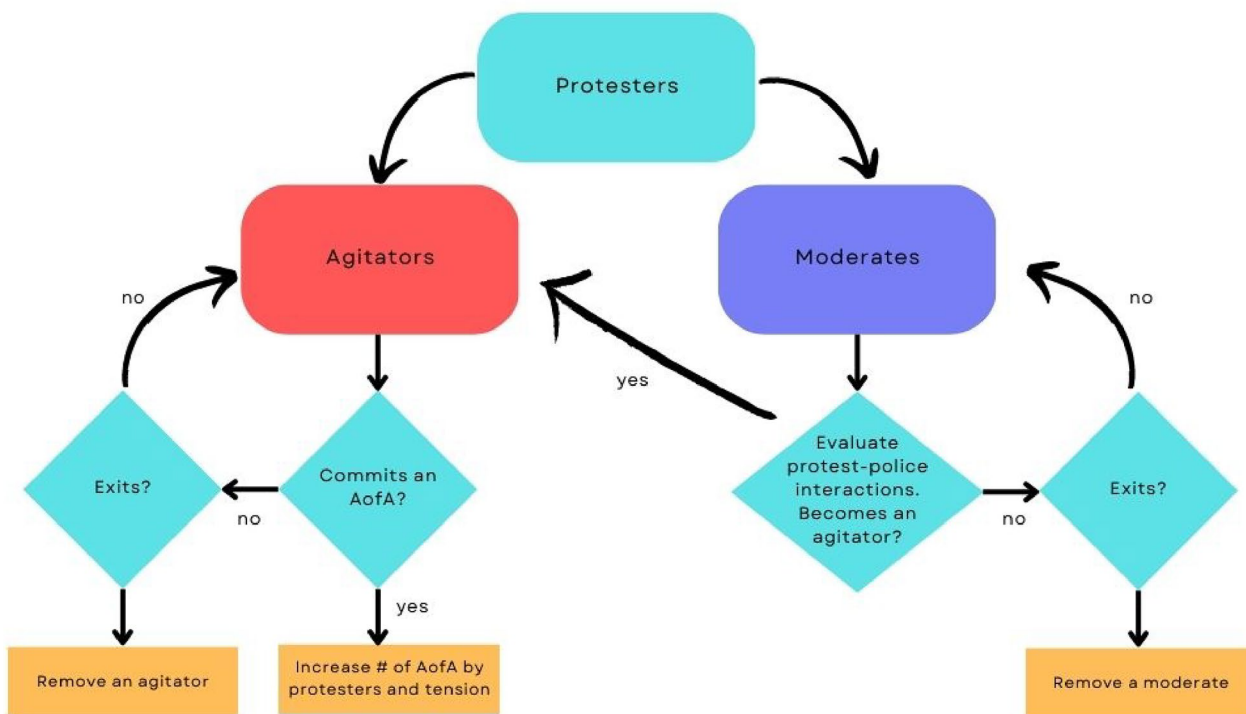 Protesters
Agitators
Moderates
no
no
yes
Exits?
Commits an
AofA?
Evaluate
protest-police
interactions.
Becomes an
agitator?
Exits?
no
no
yes
Remove an agitator
Increase # of AofA by
protesters and tension
Remove a moderate